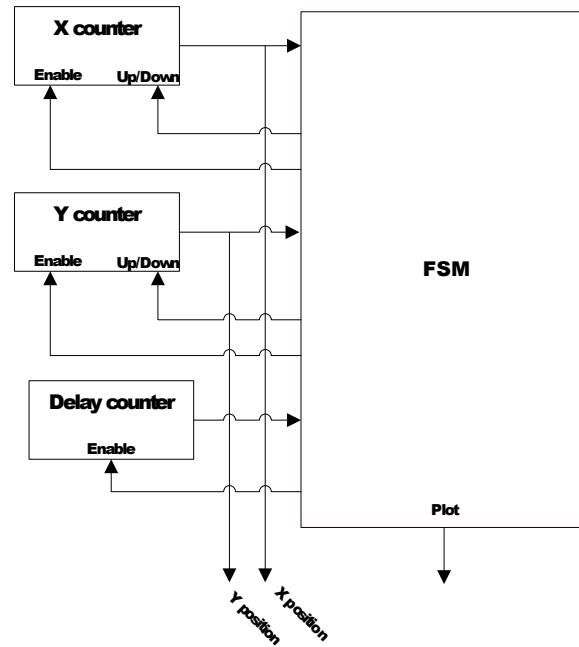 X counter
Enable
Up/Down
Y counter
Enable
Up/Down
FSM
Delay counter
Enable
Plot
Y position
X position